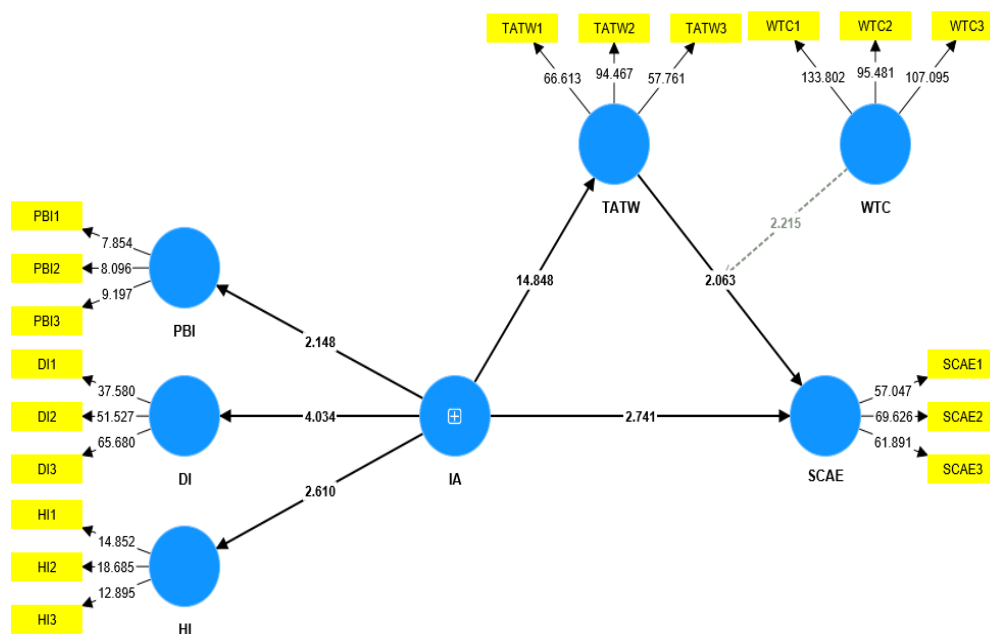 TATW1
TATW2
TATW3
WTC1
WTC2
WTC3
66.613
94.467
57.761
133.802
95.481
107.095
TATW
WTC
PBI1
PBI2
PBI3
7.854
8.096
9.197
PBI
2.215
14.848
2.063
2.148
DI1
DI2
DI3
37.580
51.527
65.680
DI
4.034
IA
2.741
SCAE
57.047
69.626
61.891
SCAE1
SCAE2
SCAE3
2.610
HI1
HI2
HI3
14.852
18.685
12.895
HI